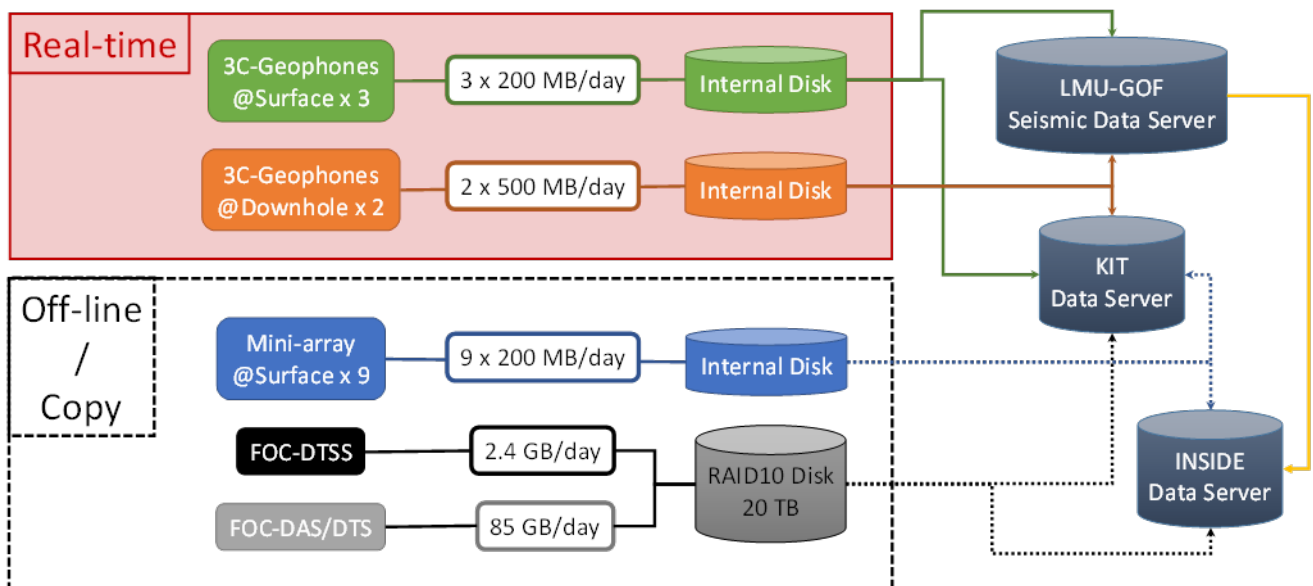 Real-time
3C-Geophones
@Surface x 3
3 x 200 MB/day
Internal Disk
LMU-GOF
Seismic Data Server
3C-Geophones
@Downhole x 2
2 x 500 MB/day
Internal Disk
KIT
Data Server
Off-line
/
Copy
Mini-array
@Surface x 9
9 x 200 MB/day
Internal Disk
FOC-DTSS
2.4 GB/day
RAID10 Disk
20 TB
INSIDE
Data Server
FOC-DAS/DTS
85 GB/day